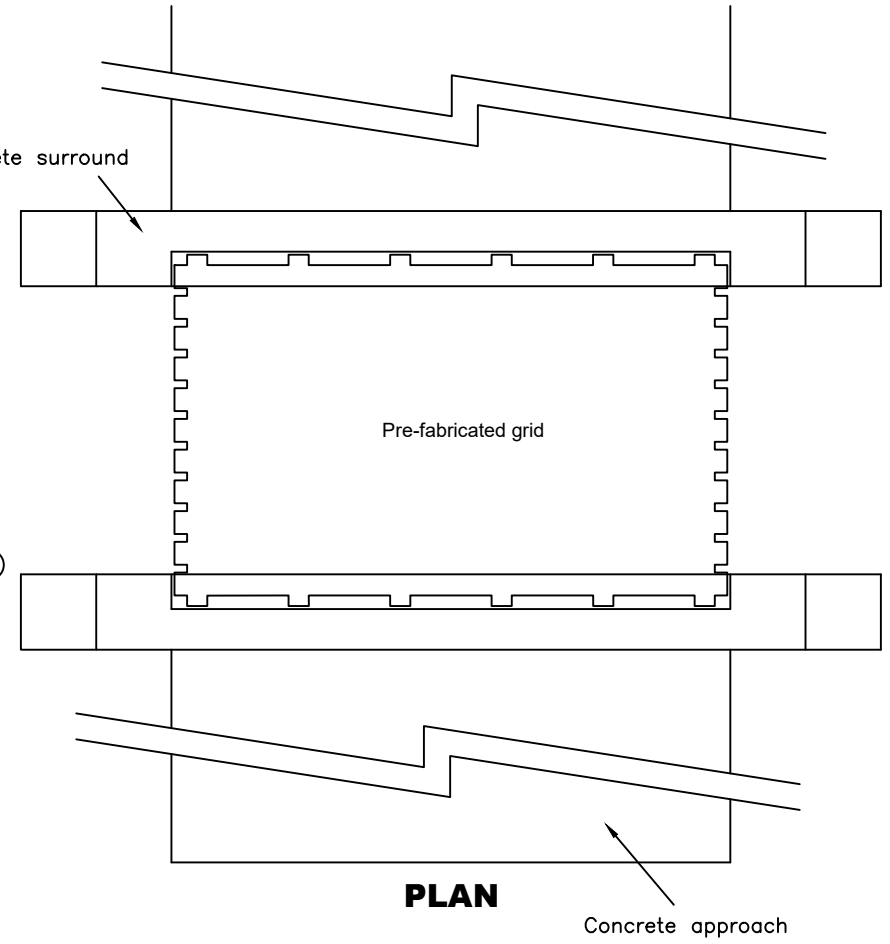 ete surround
Pre-fabricated grid
)
PLAN
Concrete approach